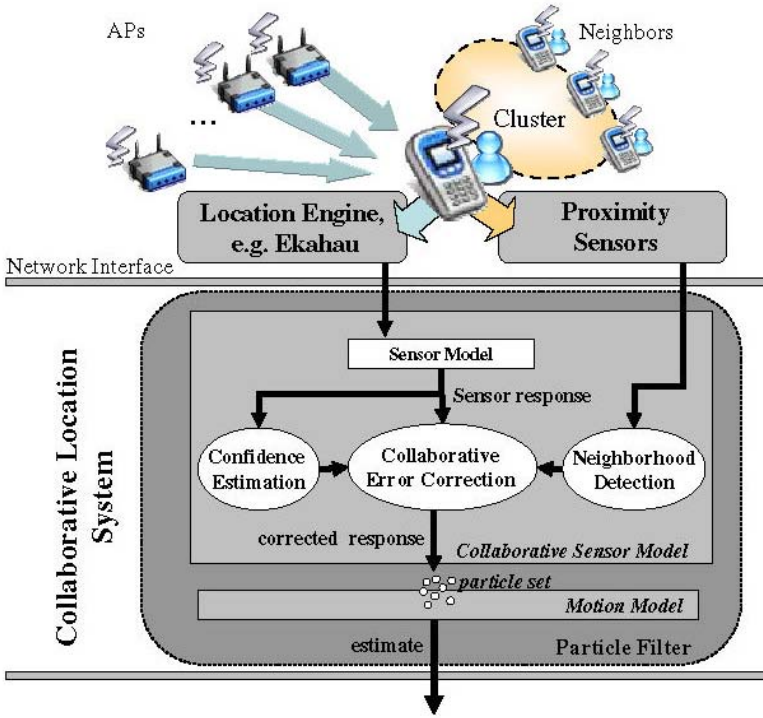 APs
Neighbors
...
Cluster
Location Engine,
e.g. Ekahau
Proximity
Sensors
Network Interface
Collaborative Location
System
Sensor Model
Sensor response
Confidence
Estimation
Collaborative
Error Correction
Neighborhood
Detection
corrected response
Collaborative Sensor Model
particle set
Motion Model
estimate
Particle Filter